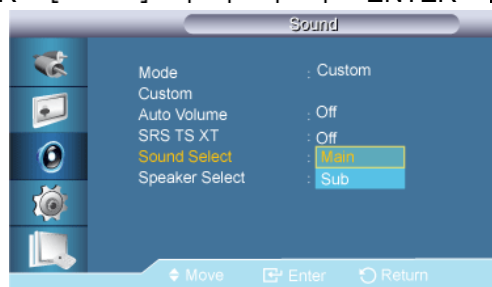 Sound
Mode : Custom
Custom
Auto Volume : Off
SRS TS XT : Off
Sound Select : Main
Speaker Select : Sub
Move Enter Return